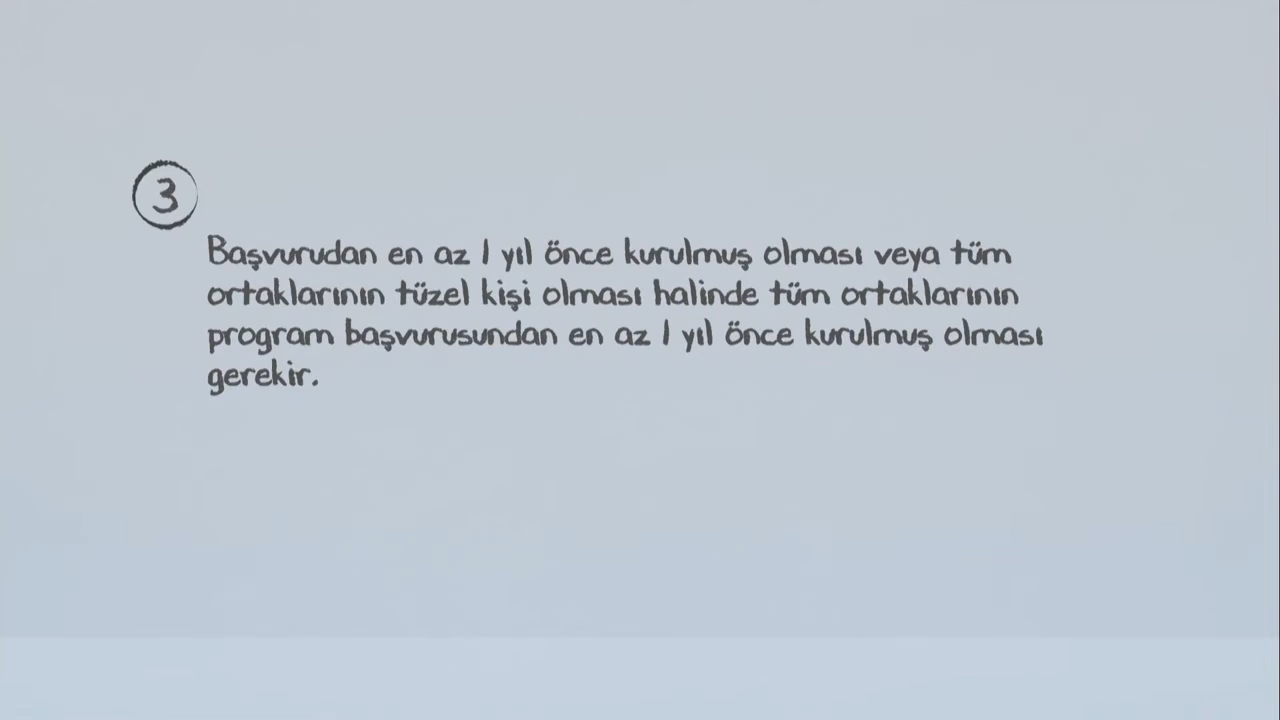 3
Başvurudan en az 1 yıl önce kurulmuş olması veya tüm
ortaklarının tüzel kişi olması halinde tüm ortaklarının
program başvurusundan en az 1 yıl önce kurulmuş olması
gerekir.